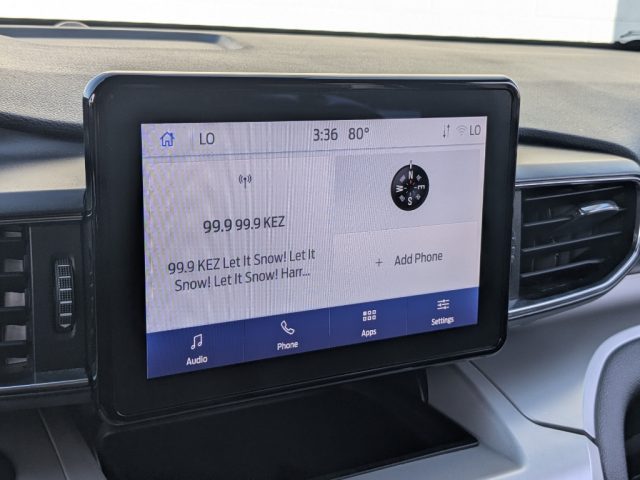 LO 3:36 80° LO
99.9 99.9 KEZ
99.9 KEZ Let It Snow! Let It
Snow! Let It Snow! Harr...
N
W E
S
+ Add Phone
Audio Phone Apps Settings